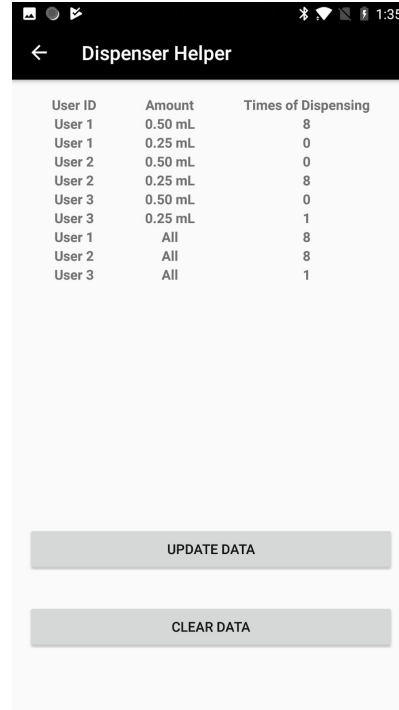 1:35
Dispenser Helper
User ID Amount Times of Dispensing
User 1 0.50 mL 8
User 1 0.25 mL 0
User 2 0.50 mL 0
User 2 0.25 mL 8
User 3 0.50 mL 0
User 3 0.25 mL 1
User 1 All 8
User 2 All 8
User 3 All 1
UPDATE DATA
CLEAR DATA